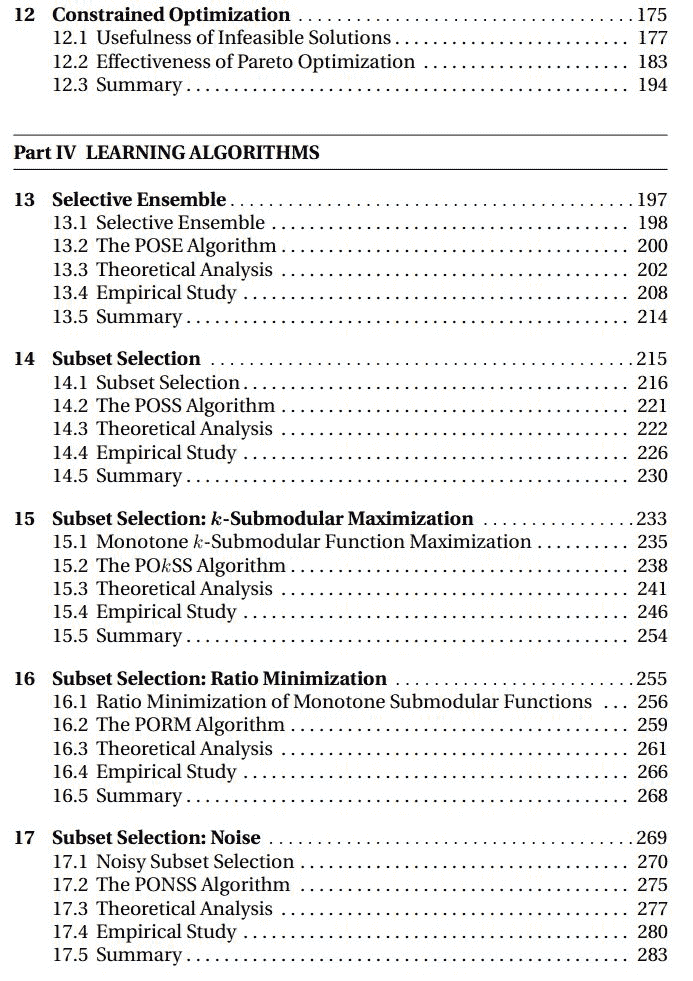 12 Constrained Optimization ........................................ 175
12.1 Usefulness of Infeasible Solutions ........................ 177
12.2 Effectiveness of Pareto Optimization ..................... 183
12.3 Summary ............................................. 194
Part IV LEARNING ALGORITHMS
13 Selective Ensemble ............................................. 197
13.1 Selective Ensemble ...................................... 198
13.2 The POSE Algorithm ..................................... 200
13.3 Theoretical Analysis ..................................... 202
13.4 Empirical Study ......................................... 208
13.5 Summary ............................................. 214
14 Subset Selection ............................................... 215
14.1 Subset Selection ......................................... 216
14.2 The POSS Algorithm ..................................... 221
14.3 Theoretical Analysis ..................................... 222
14.4 Empirical Study ......................................... 226
14.5 Summary ............................................. 230
15 Subset Selection: k-Submodular Maximization ................ 233
15.1 Monotone k-Submodular Function Maximization .......... 235
15.2 The POkSS Algorithm .................................... 238
15.3 Theoretical Analysis ..................................... 241
15.4 Empirical Study ......................................... 246
15.5 Summary ............................................. 254
16 Subset Selection: Ratio Minimization ......................... 255
16.1 Ratio Minimization of Monotone Submodular Functions ... 256
16.2 The PORM Algorithm .................................... 259
16.3 Theoretical Analysis ..................................... 261
16.4 Empirical Study ......................................... 266
16.5 Summary ............................................. 268
17 Subset Selection: Noise ........................................ 269
17.1 Noisy Subset Selection ................................... 270
17.2 The PONSS Algorithm ................................... 275
17.3 Theoretical Analysis ..................................... 277
17.4 Empirical Study ......................................... 280
17.5 Summary ............................................. 283